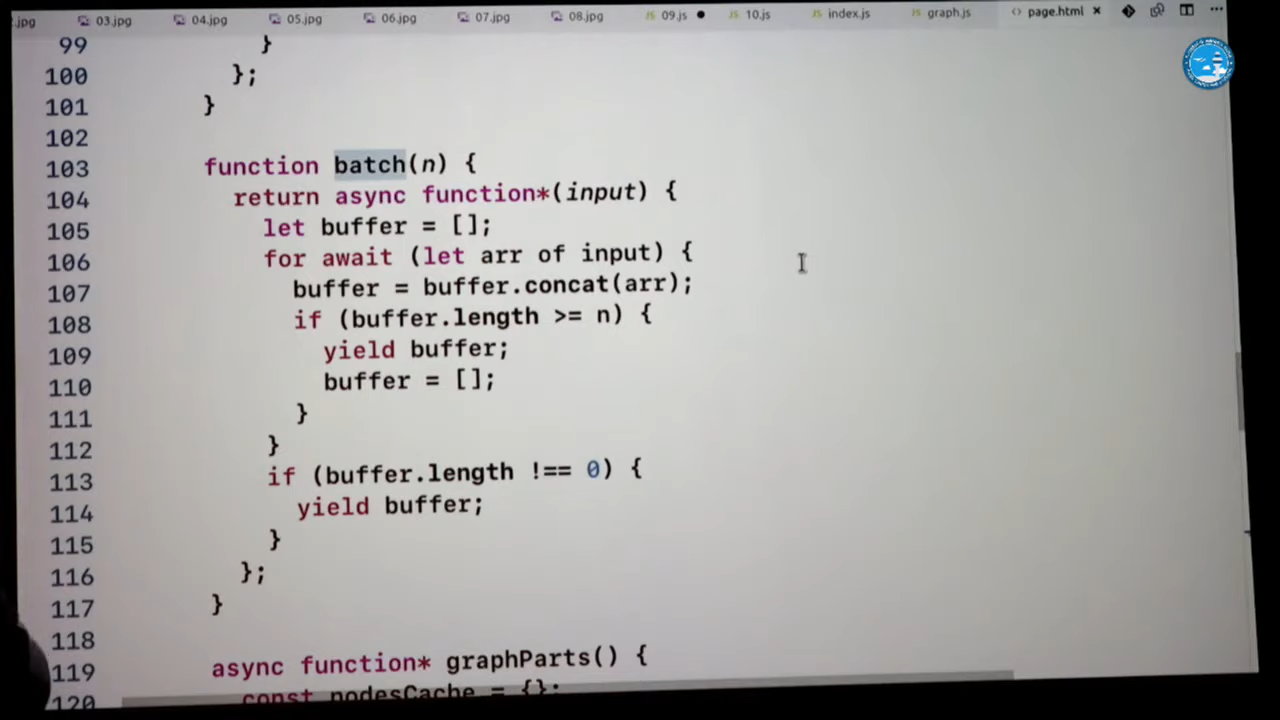 .jpg 03.jpg 04.jpg 05.jpg 06.jpg 07.jpg 08.jpg 09.js 10.js index.js graph.js page.html
99 }
100 };
101 }
102
103 function batch(n) {
104 return async function*(input) {
105 let buffer = [];
106 for await (let arr of input) {
107 buffer = buffer.concat(arr);
108 if (buffer.length >= n) {
109 yield buffer;
110 buffer = [];
111 }
112 }
113 if (buffer.length !== 0) {
114 yield buffer;
115 }
116 };
117 }
118
119 async function* graphParts() {
120 const nodesCache = {};